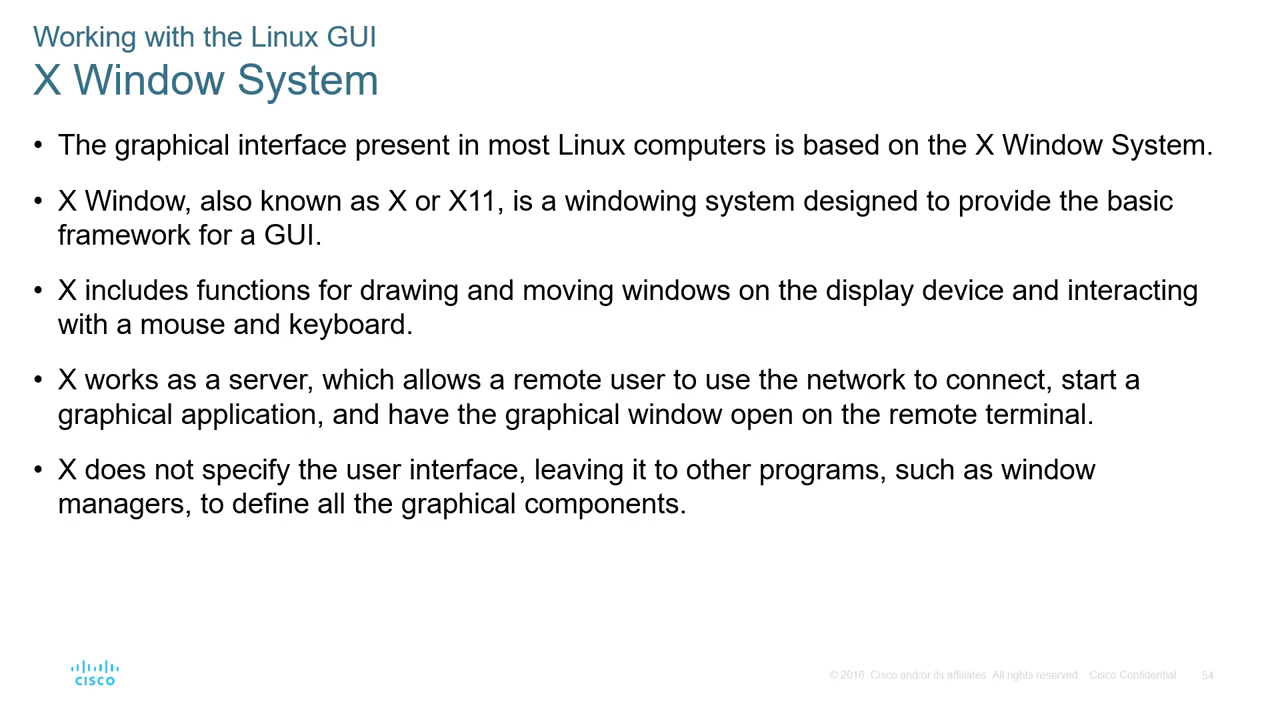 Working with the Linux GUI
X Window System
• The graphical interface present in most Linux computers is based on the X Window System.
• X Window, also known as X or X11, is a windowing system designed to provide the basic
framework for a GUI.
• X includes functions for drawing and moving windows on the display device and interacting
with a mouse and keyboard.
• X works as a server, which allows a remote user to use the network to connect, start a
graphical application, and have the graphical window open on the remote terminal.
• X does not specify the user interface, leaving it to other programs, such as window
managers, to define all the graphical components.
CISCO
© 2016 Cisco and/or its affiliates. All rights reserved. Cisco Confidential 54